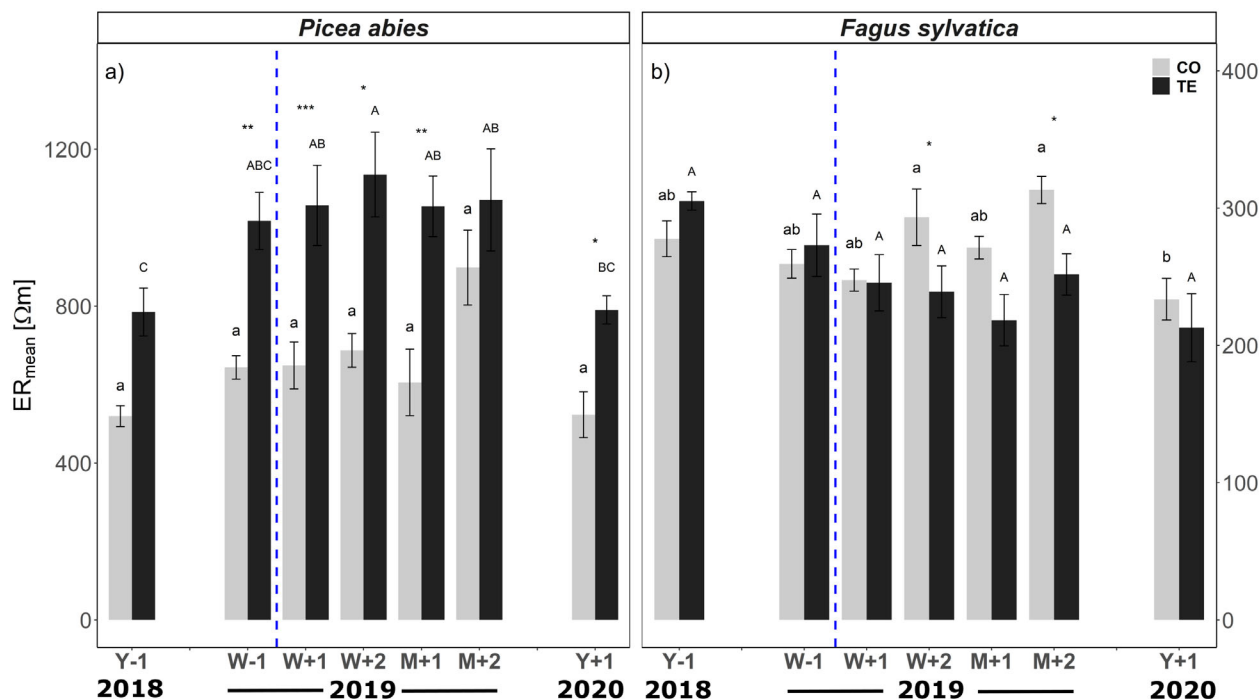 Picea abies
Fagus sylvatica
a)
b)
CO
TE
ERmean [Ωm]
1200
800
400
0
400
300
200
100
0
a
C
a
ABC
**
a
AB
***
a
A
*
a
AB
**
a
AB
a
BC
*
ab
A
ab
A
ab
A
a
A
*
ab
A
a
A
*
b
A
Y-1 W-1 W+1 W+2 M+1 M+2 Y+1
2018 2019 2020
Y-1 W-1 W+1 W+2 M+1 M+2 Y+1
2018 2019 2020